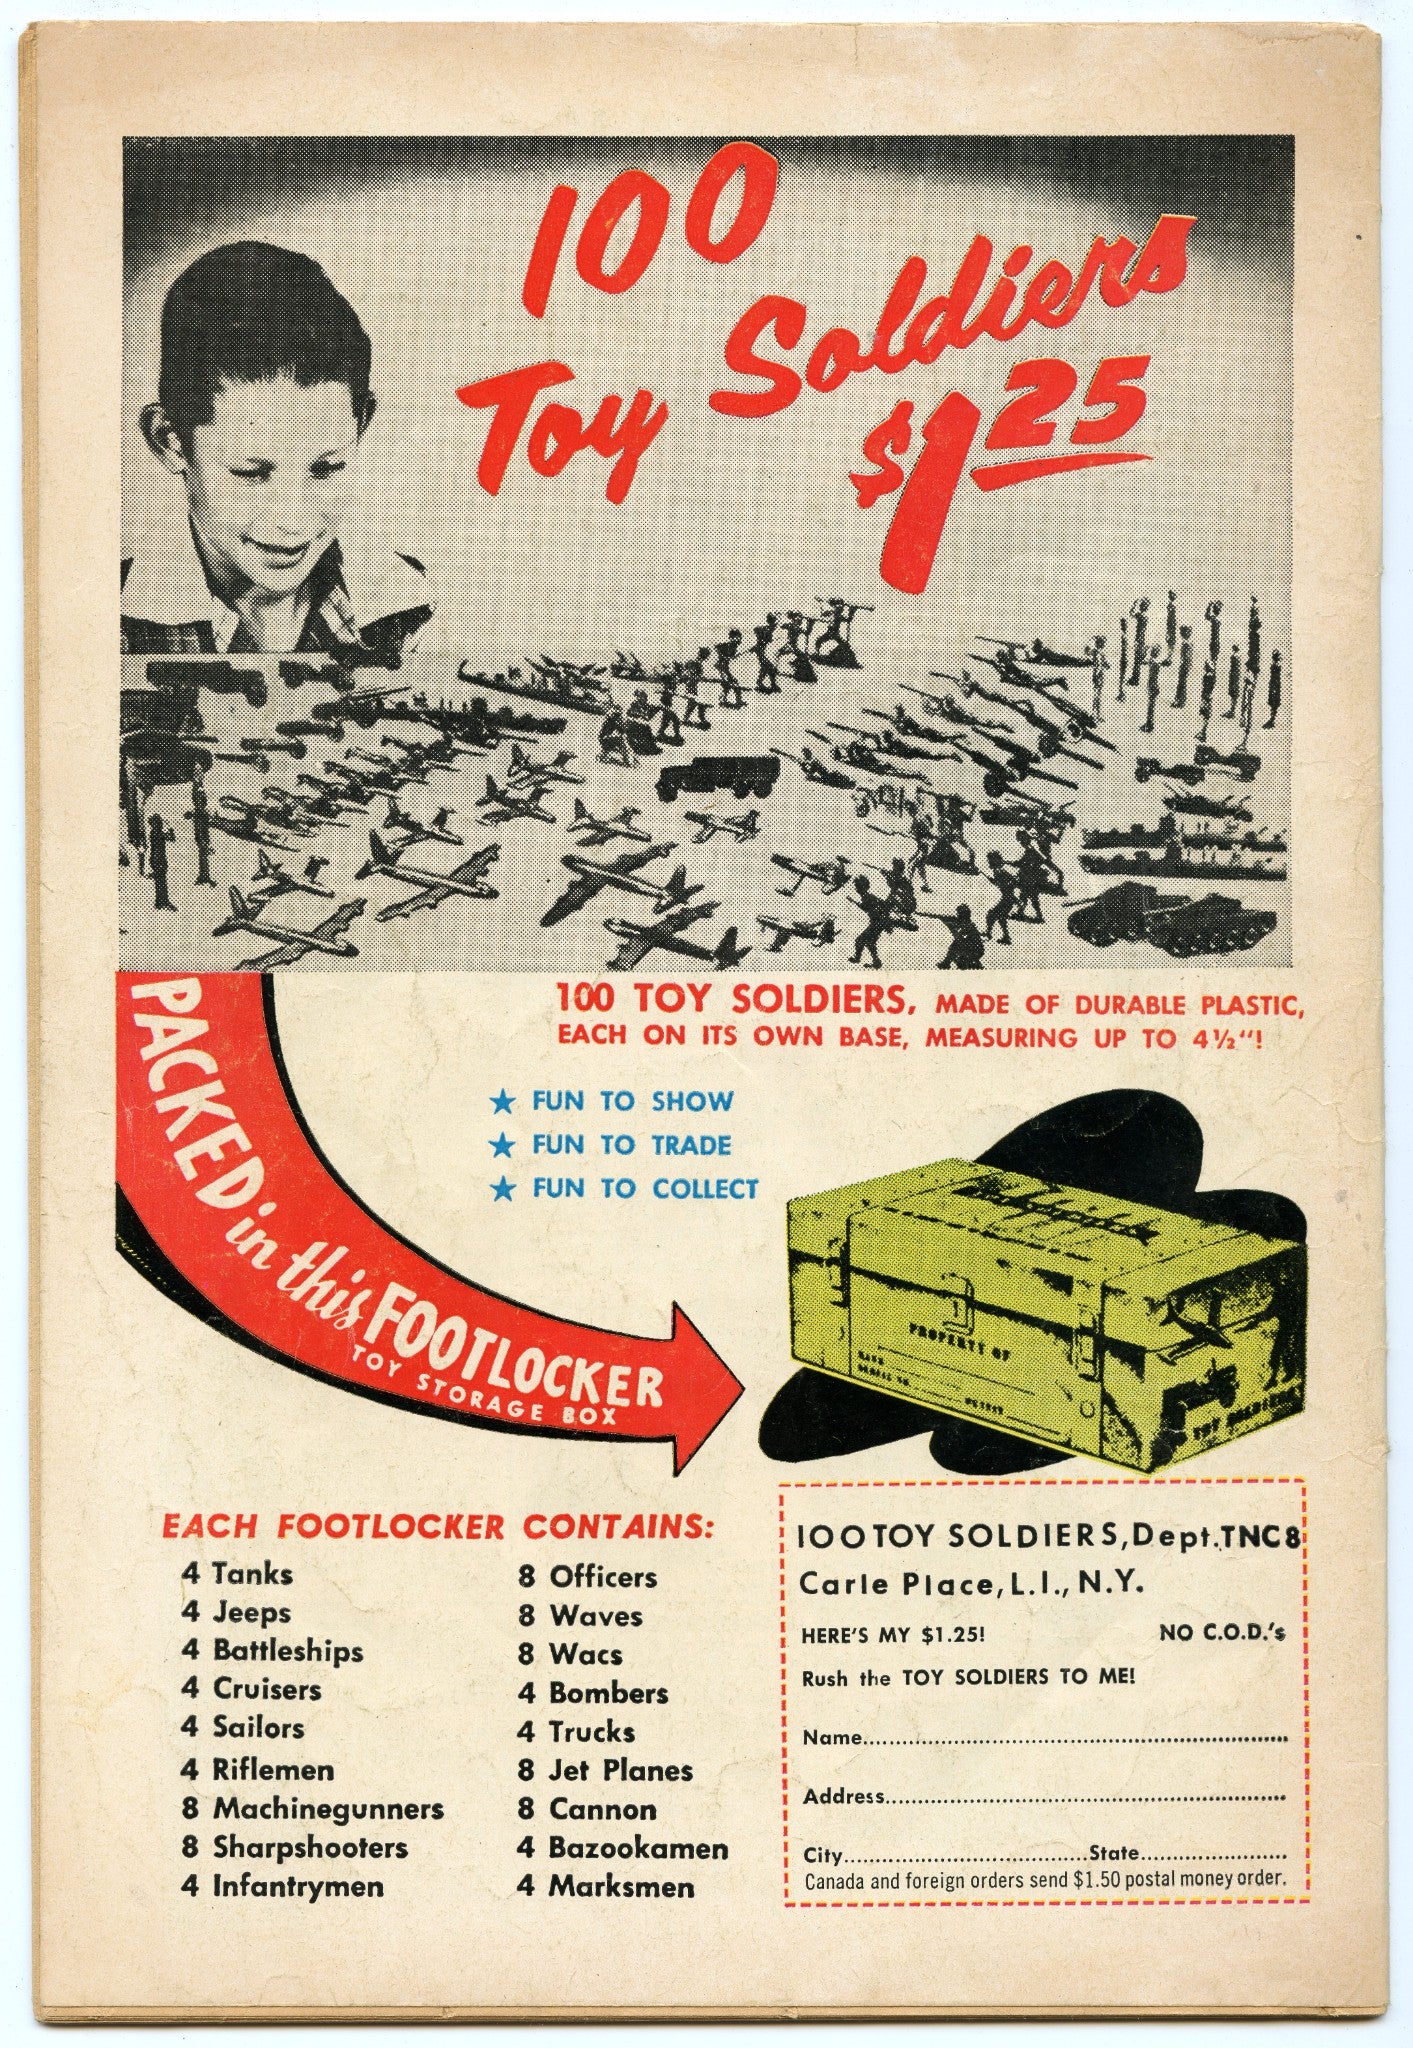 100
Toy Soldiers
$1 25
100 TOY SOLDIERS, MADE OF DURABLE PLASTIC,
EACH ON ITS OWN BASE, MEASURING UP TO 4½"!
★ FUN TO SHOW
★ FUN TO TRADE
★ FUN TO COLLECT
PACKED in this FOOTLOCKER
TOY STORAGE BOX
PROPERTY OF
TOY SOLDIERS
EACH FOOTLOCKER CONTAINS:
4 Tanks
4 Jeeps
4 Battleships
4 Cruisers
4 Sailors
4 Riflemen
8 Machinegunners
8 Sharpshooters
4 Infantrymen
8 Officers
8 Waves
8 Wacs
4 Bombers
4 Trucks
8 Jet Planes
8 Cannon
4 Bazookamen
4 Marksmen
100 TOY SOLDIERS, Dept. TNC8
Carle Place, L.I., N.Y.
HERE'S MY $1.25! NO C.O.D.'s
Rush the TOY SOLDIERS TO ME!
Name
Address
City State
Canada and foreign orders send $1.50 postal money order.